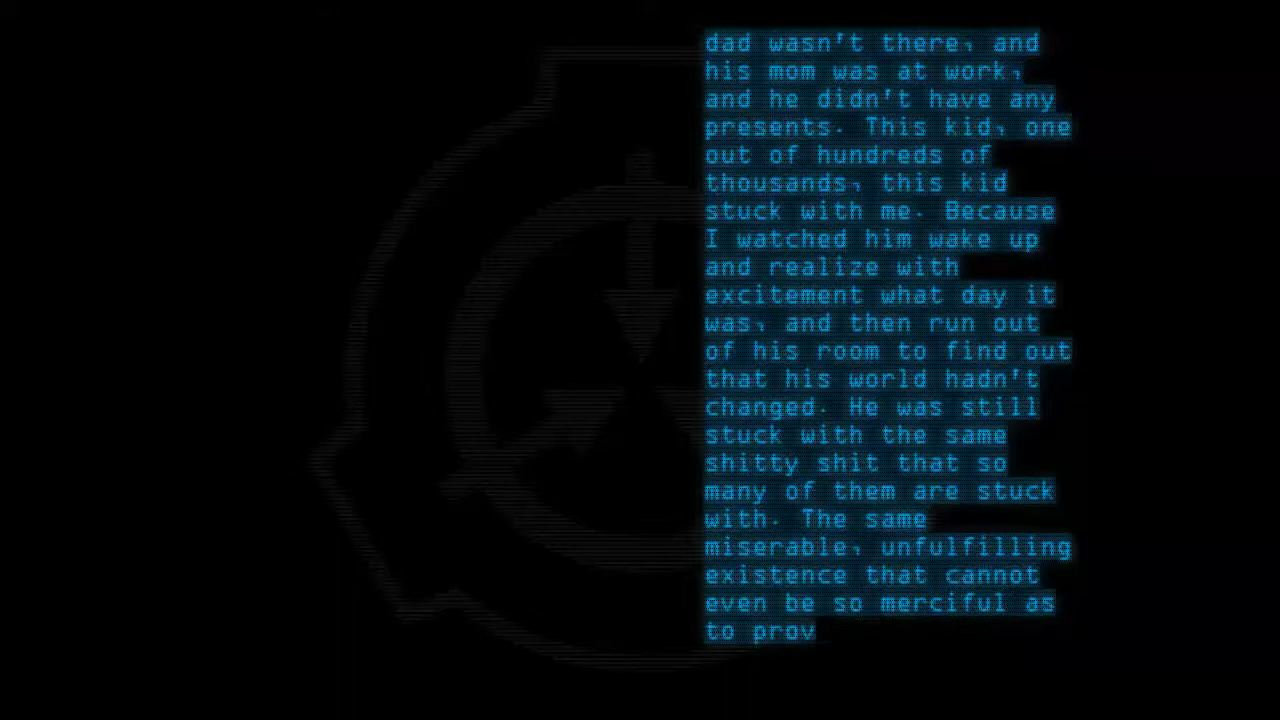 dad wasn't there, and
his mom was at work,
and he didn't have any
presents. This kid, one
out of hundreds of
thousands, this kid
stuck with me. Because
I watched him wake up
and realize with
excitement what day it
was, and then run out
of his room to find out
that his world hadn't
changed. He was still
stuck with the same
shitty shit that so
many of them are stuck
with. The same
miserable, unfulfilling
existence that cannot
even be so merciful as
to prov